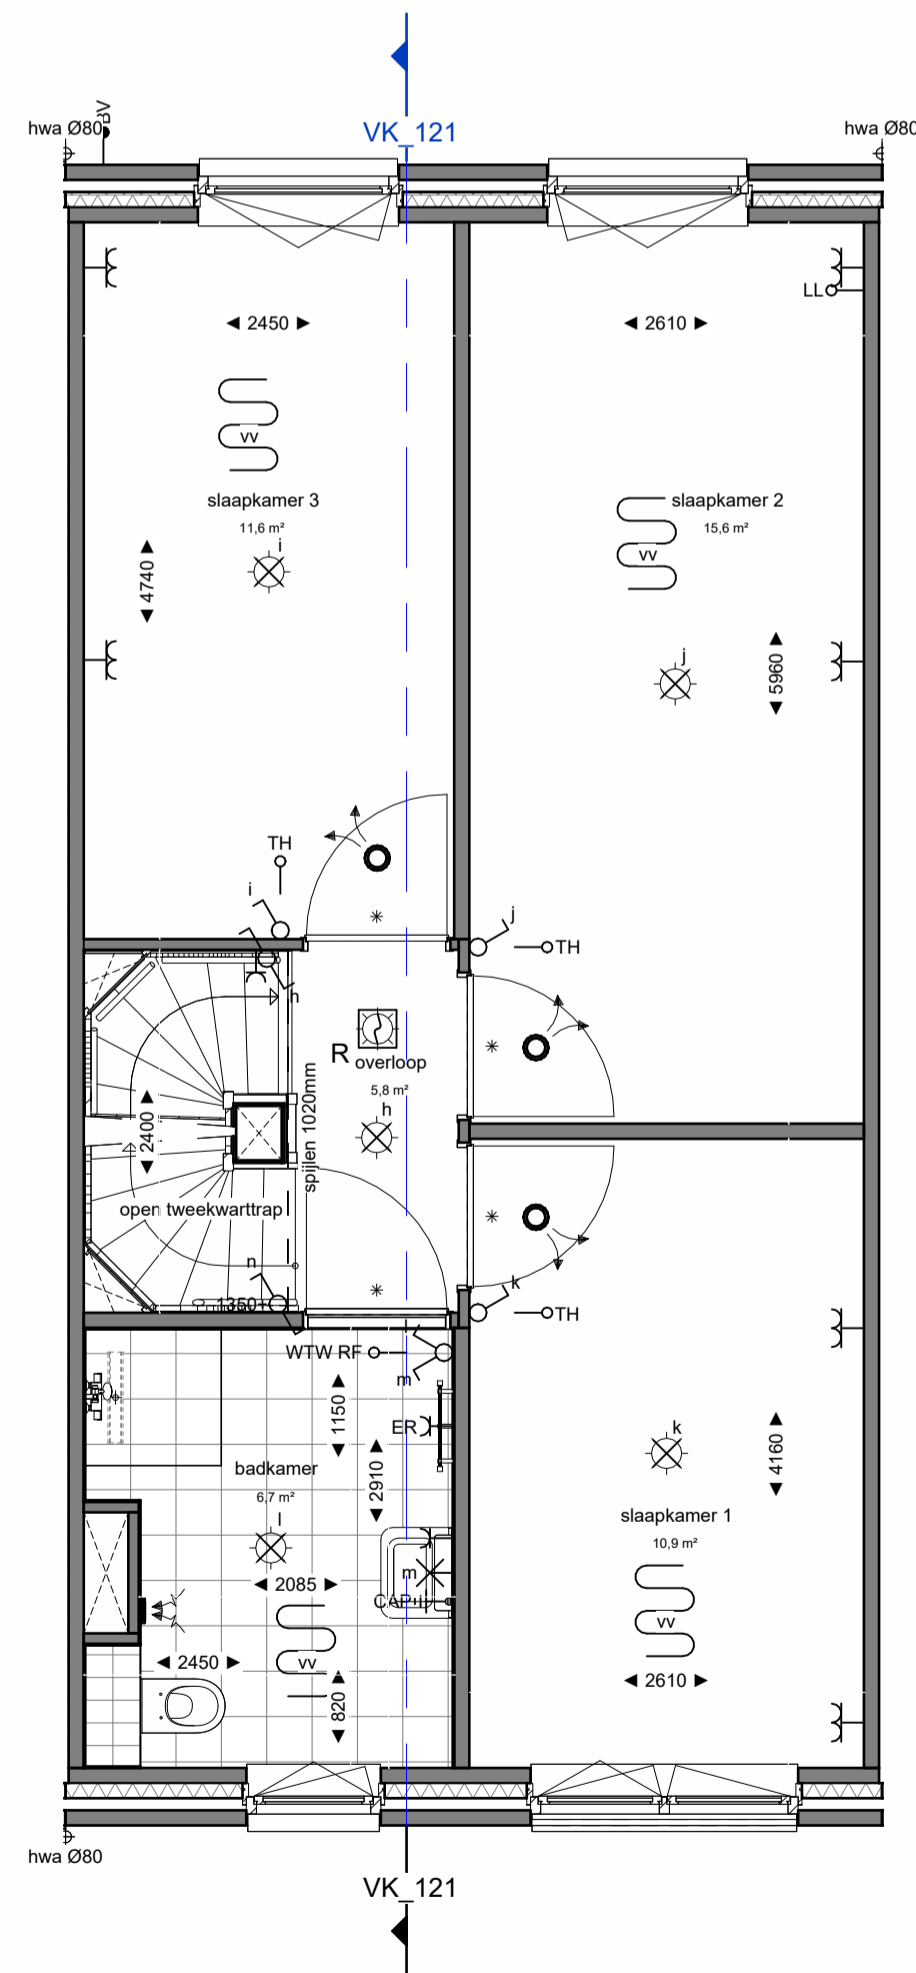 BV
hwa Ø80
VK_121
hwa Ø80
LL
◄ 2450 ►
◄ 2610 ►
vv
slaapkamer 3
11,6 m²
i
slaapkamer 2
15,6 m²
vv
◄ 4740 ►
j
◄ 5960 ►
TH
i
j
TH
h
R
overloop
5,8 m²
h
◄ 2400 ►
spijlen 1020mm
open tweekwarttrap
n
1350+
k
TH
l
WTW RF
m
◄ 1150 ►
ER
k
◄ 4160 ►
badkamer
6,7 m²
◄ 2910 ►
slaapkamer 1
10,9 m²
l
m
◄ 2085 ►
vv
◄ 2450 ►
vv
◄ 820 ►
◄ 2610 ►
hwa Ø80
VK_121